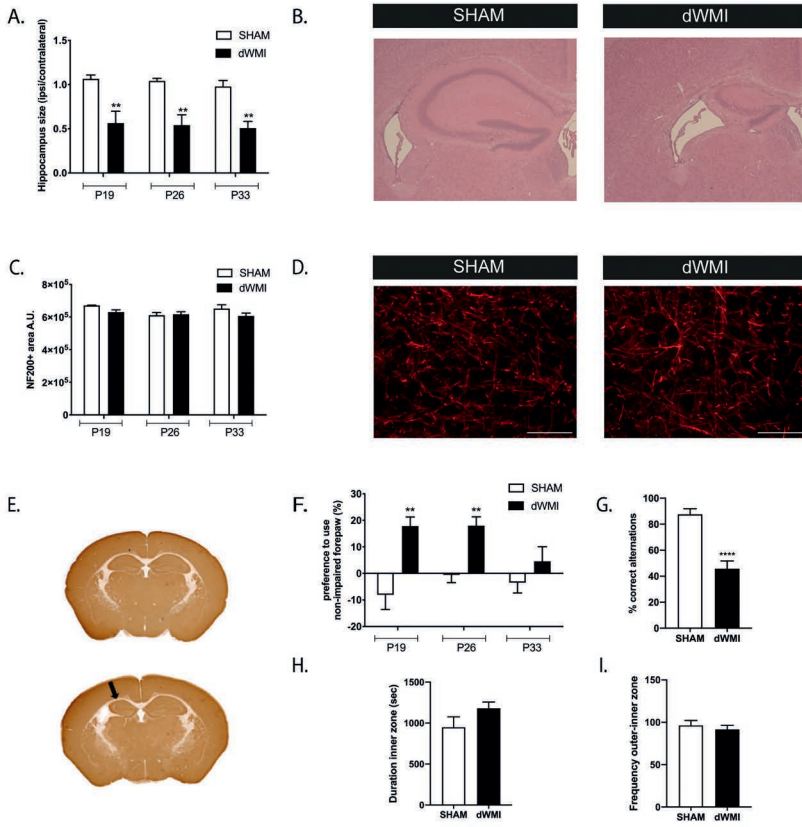 A.
Hippocampus size (ipsi/contralateral)
1.5
1.0
0.5
0.0
SHAM
dWMI
**
**
**
P19
P26
P33
B.
SHAM
dWMI
C.
NF200+ area A.U.
8×10⁵
6×10⁵
4×10⁵
2×10⁵
0
SHAM
dWMI
P19
P26
P33
D.
SHAM
dWMI
E.
F.
preference to use
non-impaired forepaw (%)
30
20
10
0
-10
-20
SHAM
dWMI
**
**
P19
P26
P33
G.
% correct alternations
100
80
60
40
20
0
****
SHAM
dWMI
H.
Duration inner zone (sec)
1500
1000
500
0
SHAM
dWMI
I.
Frequency outer-inner zone
150
100
50
0
SHAM
dWMI